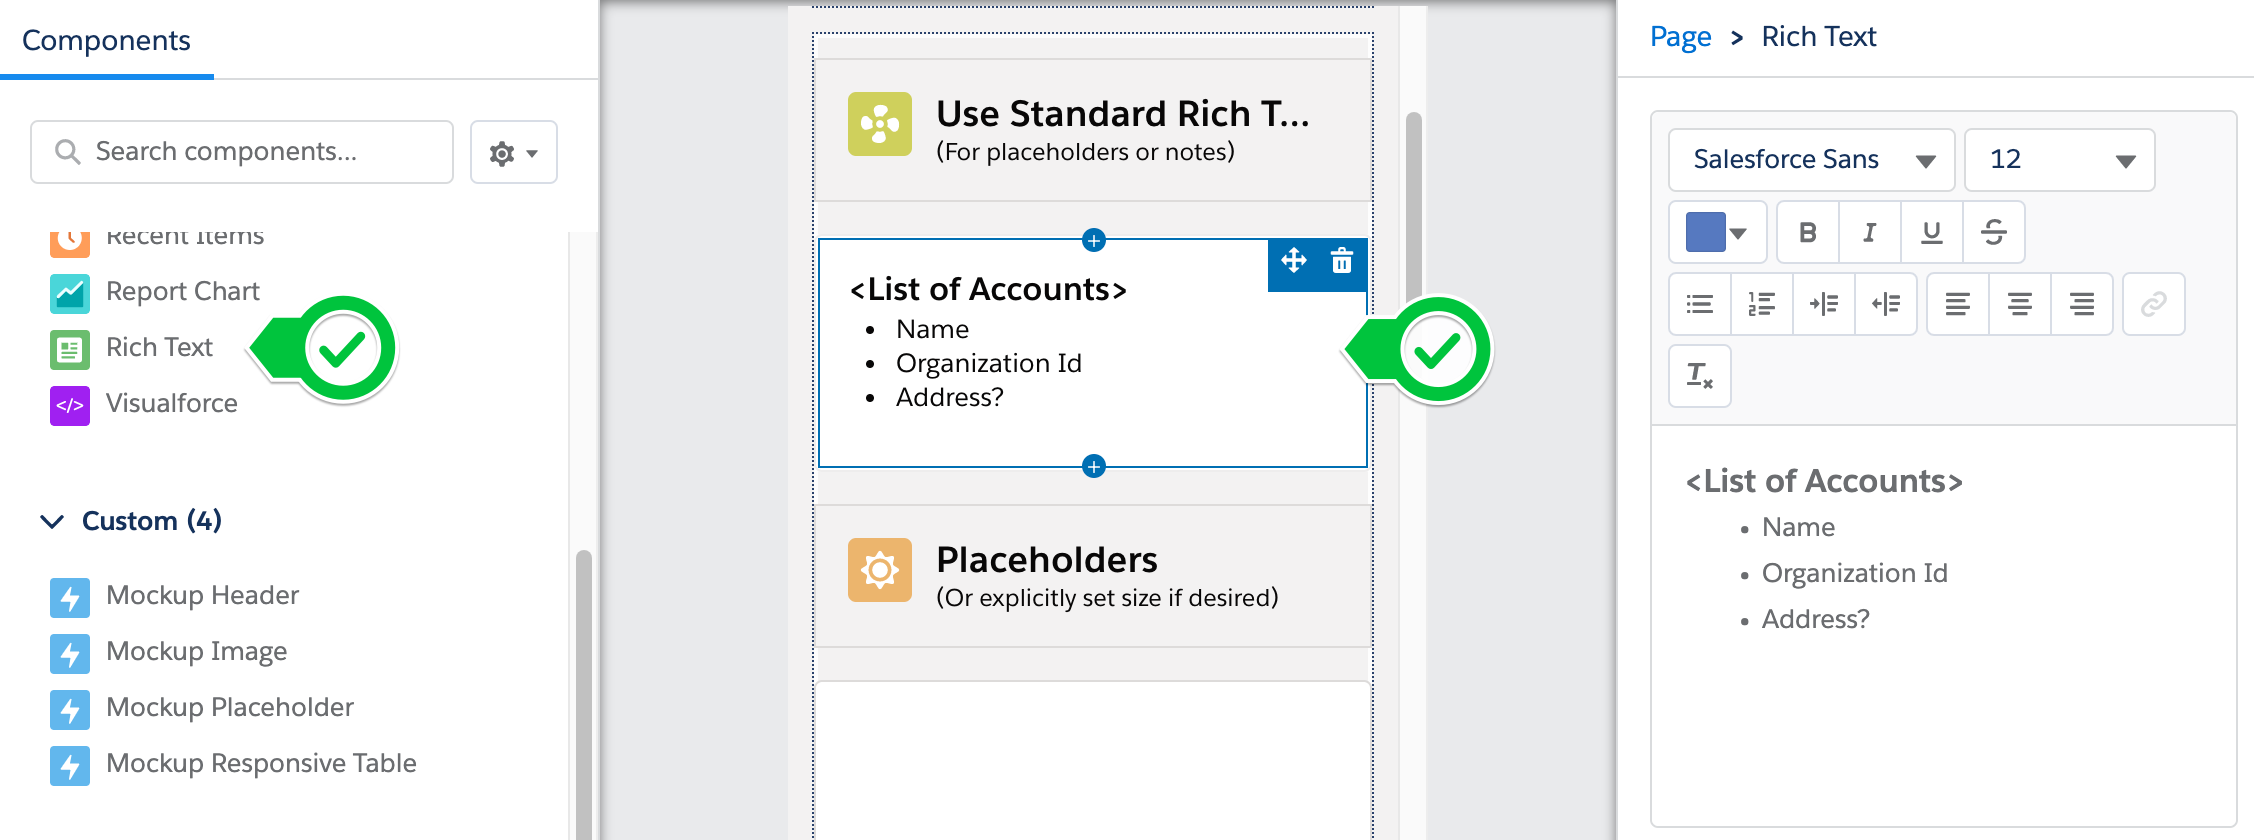 Components
Search components...
Recent Items
Report Chart
Rich Text
</> Visualforce
Custom (4)
Mockup Header
Mockup Image
Mockup Placeholder
Mockup Responsive Table
Use Standard Rich T...
(For placeholders or notes)
<List of Accounts>
• Name
• Organization Id
• Address?
Placeholders
(Or explicitly set size if desired)
Page > Rich Text
Salesforce Sans 12
B I U S
<List of Accounts>
• Name
• Organization Id
• Address?